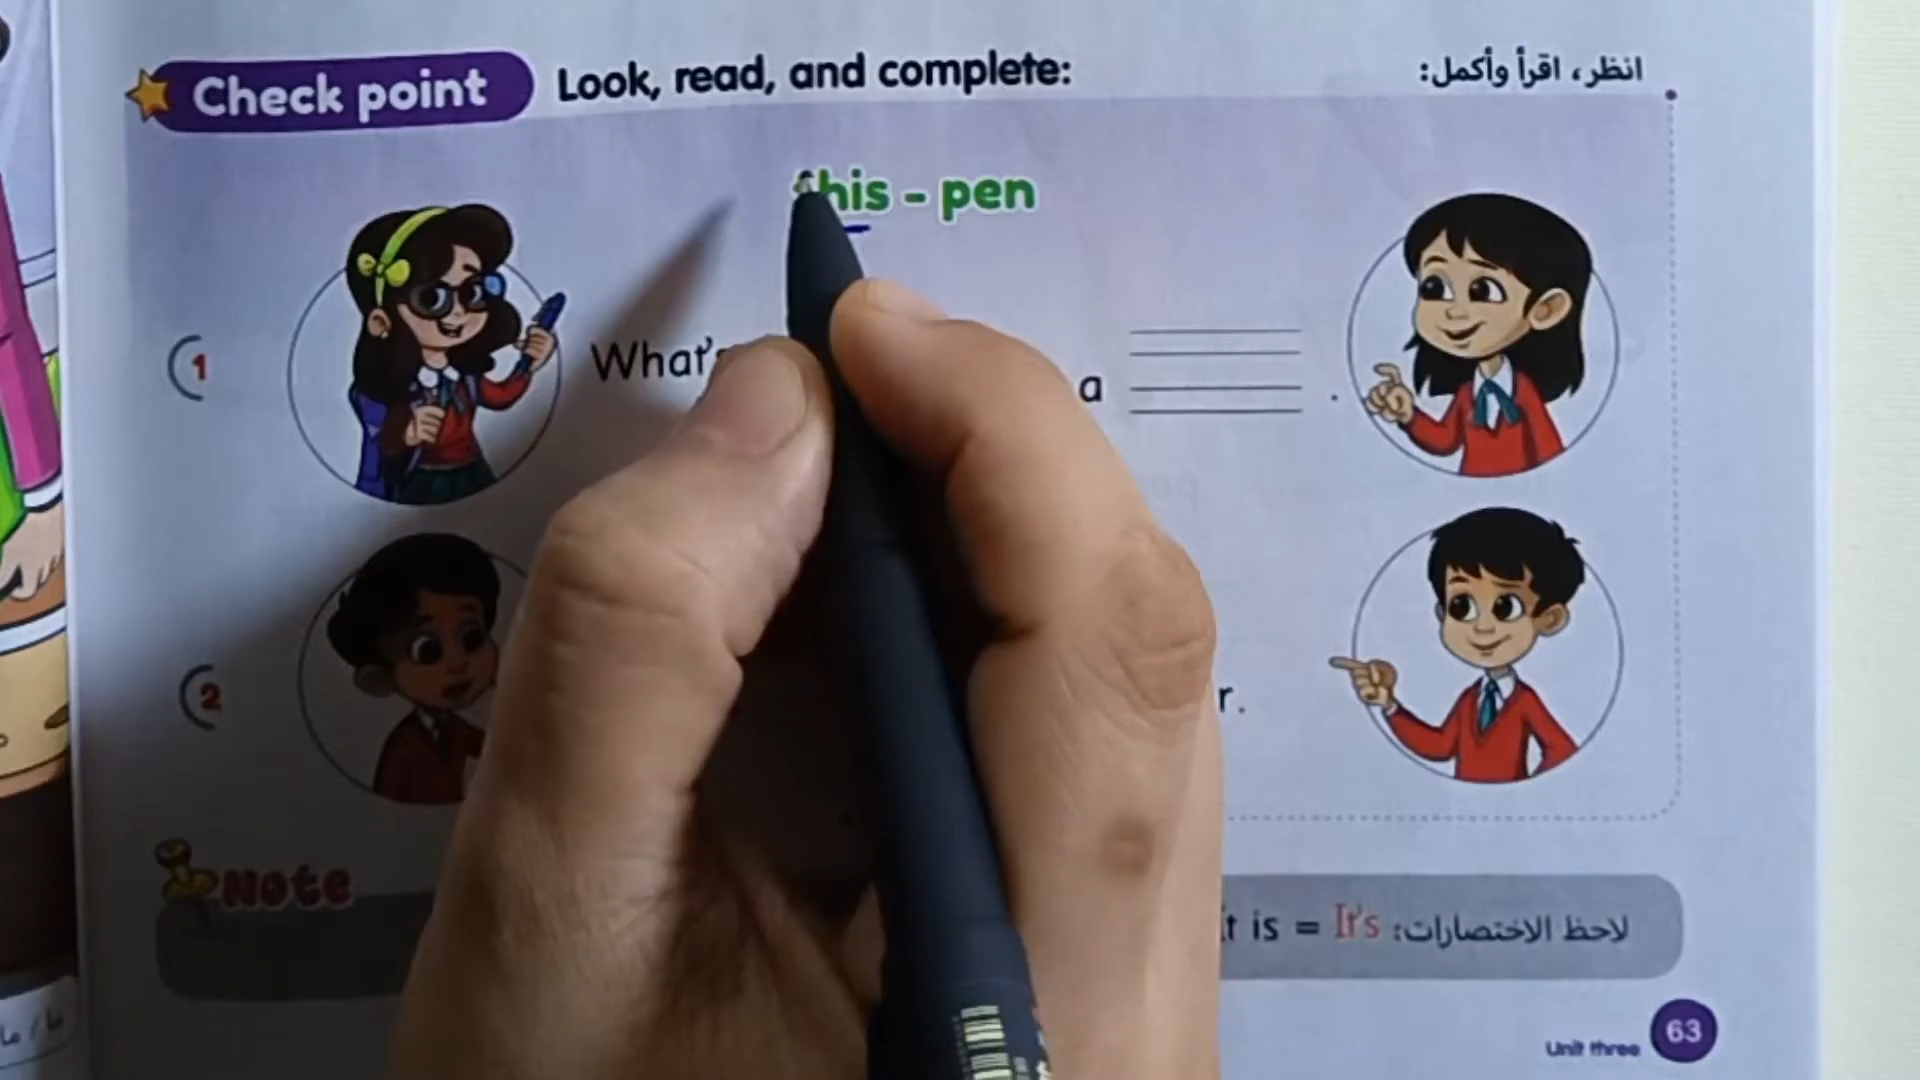 Check point Look, read, and complete: انظر، اقرأ وأكمل:
this - pen
1 What's a .
2 r.
Note
It is = It's لاحظ الاختصارات:
Unit three 63